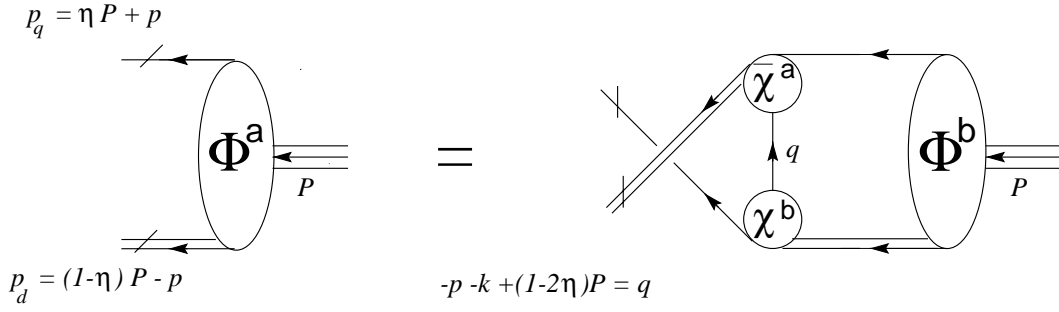 p_q = η P + p
Φ^a
P
=
χ̄^a
q
χ^b
Φ^b
P
p_d = (1-η) P - p
-p -k +(1-2η)P = q